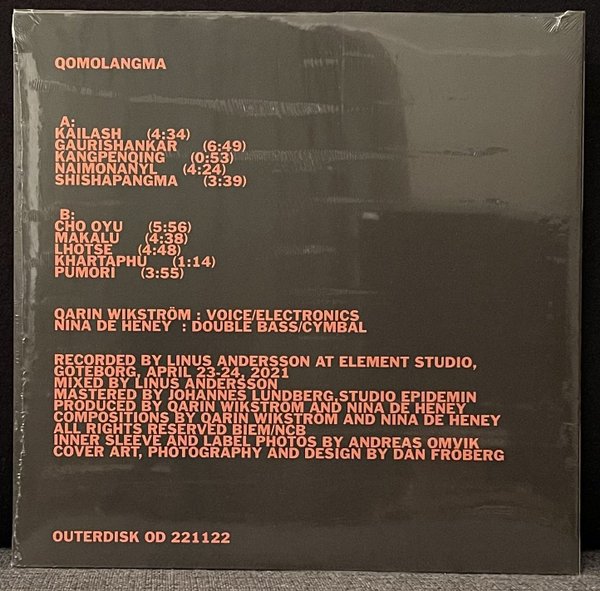 QOMOLANGMA
A:
KAILASH (4:34)
GAURISHANKAR (6:49)
KANGPENQING (0:53)
NAIMONANYL (4:24)
SHISHAPANGMA (3:39)
B:
CHO OYU (5:56)
MAKALU (4:38)
LHOTSE (4:48)
KHARTAPHU (1:14)
PUMORI (3:55)
QARIN WIKSTRÖM : VOICE/ELECTRONICS
NINA DE HENEY : DOUBLE BASS/CYMBAL
RECORDED BY LINUS ANDERSSON AT ELEMENT STUDIO,
GOTEBORG, APRIL 23-24, 2021
MIXED BY LINUS ANDERSSON
MASTERED BY JOHANNES LUNDBERG,STUDIO EPIDEMIN
PRODUCED BY QARIN WIKSTROM AND NINA DE HENEY
COMPOSITIONS BY QARIN WIKSTROM AND NINA DE HENEY
ALL RIGHTS RESERVED BIEM/NCB
INNER SLEEVE AND LABEL PHOTOS BY ANDREAS OMVIK
COVER ART, PHOTOGRAPHY AND DESIGN BY DAN FROBERG
OUTERDISK OD 221122